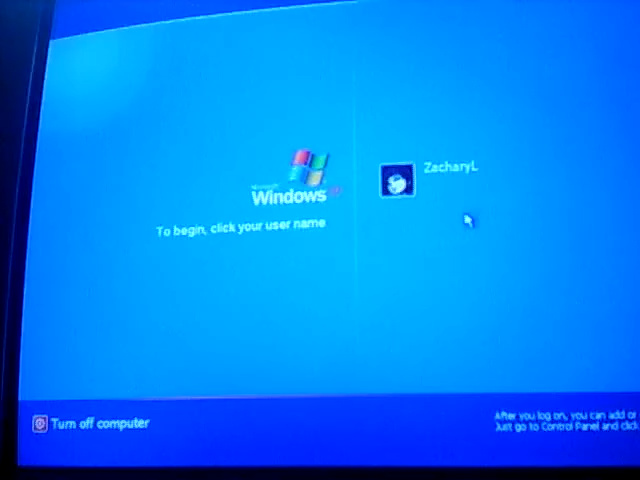 Microsoft
Windows xp
To begin, click your user name
ZacharyL
Turn off computer
After you log on, you can add or
Just go to Control Panel and click